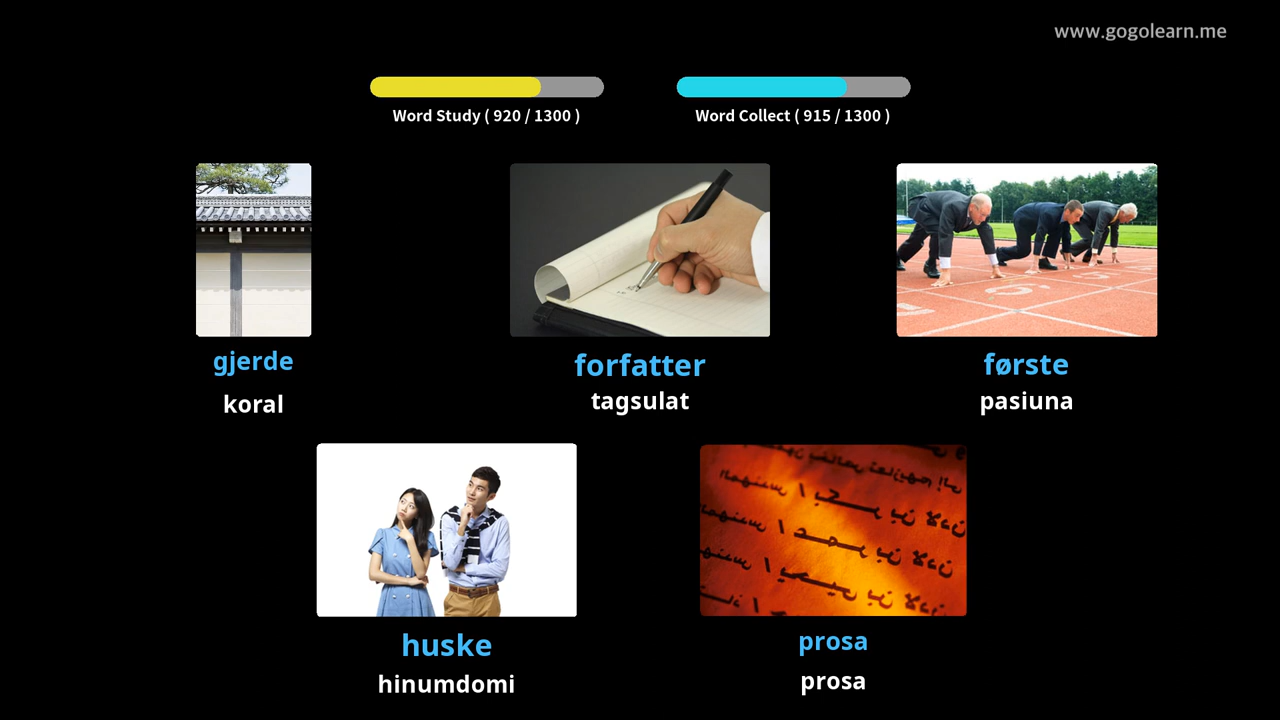 www.gogolearn.me
Word Study ( 920 / 1300 )
Word Collect ( 915 / 1300 )
gjerde
koral
forfatter
tagsulat
første
pasiuna
huske
hinumdomi
prosa
prosa